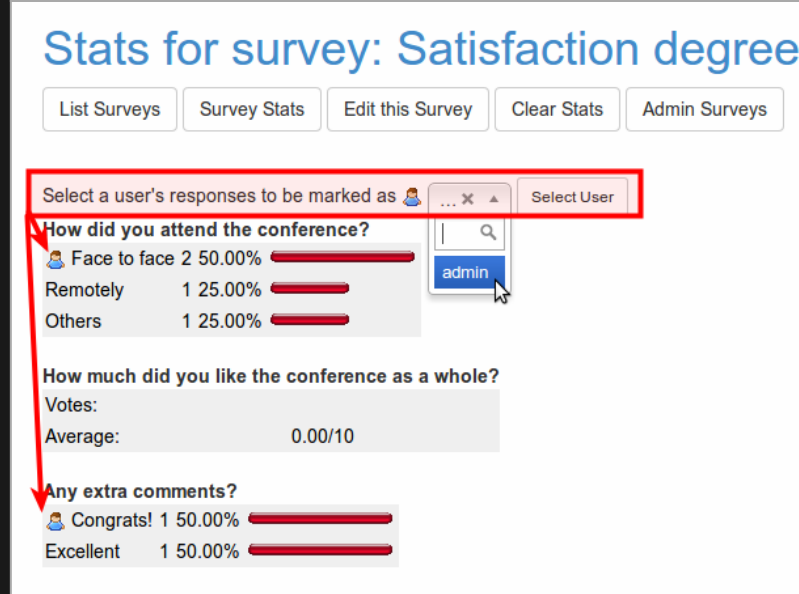 Stats for survey: Satisfaction degree
List Surveys Survey Stats Edit this Survey Clear Stats Admin Surveys
Select a user's responses to be marked as ... Select User
How did you attend the conference?
Face to face 2 50.00%
admin
Remotely 1 25.00%
Others 1 25.00%
How much did you like the conference as a whole?
Votes:
Average: 0.00/10
Any extra comments?
Congrats! 1 50.00%
Excellent 1 50.00%